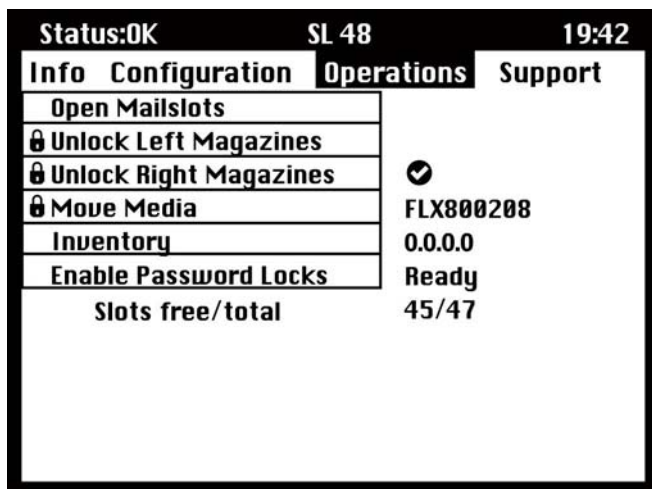 Status:OK SL 48 19:42
Info Configuration Operations Support
Open Mailslots
Unlock Left Magazines
Unlock Right Magazines
Move Media FLX800208
Inventory 0.0.0.0
Enable Password Locks Ready
Slots free/total 45/47